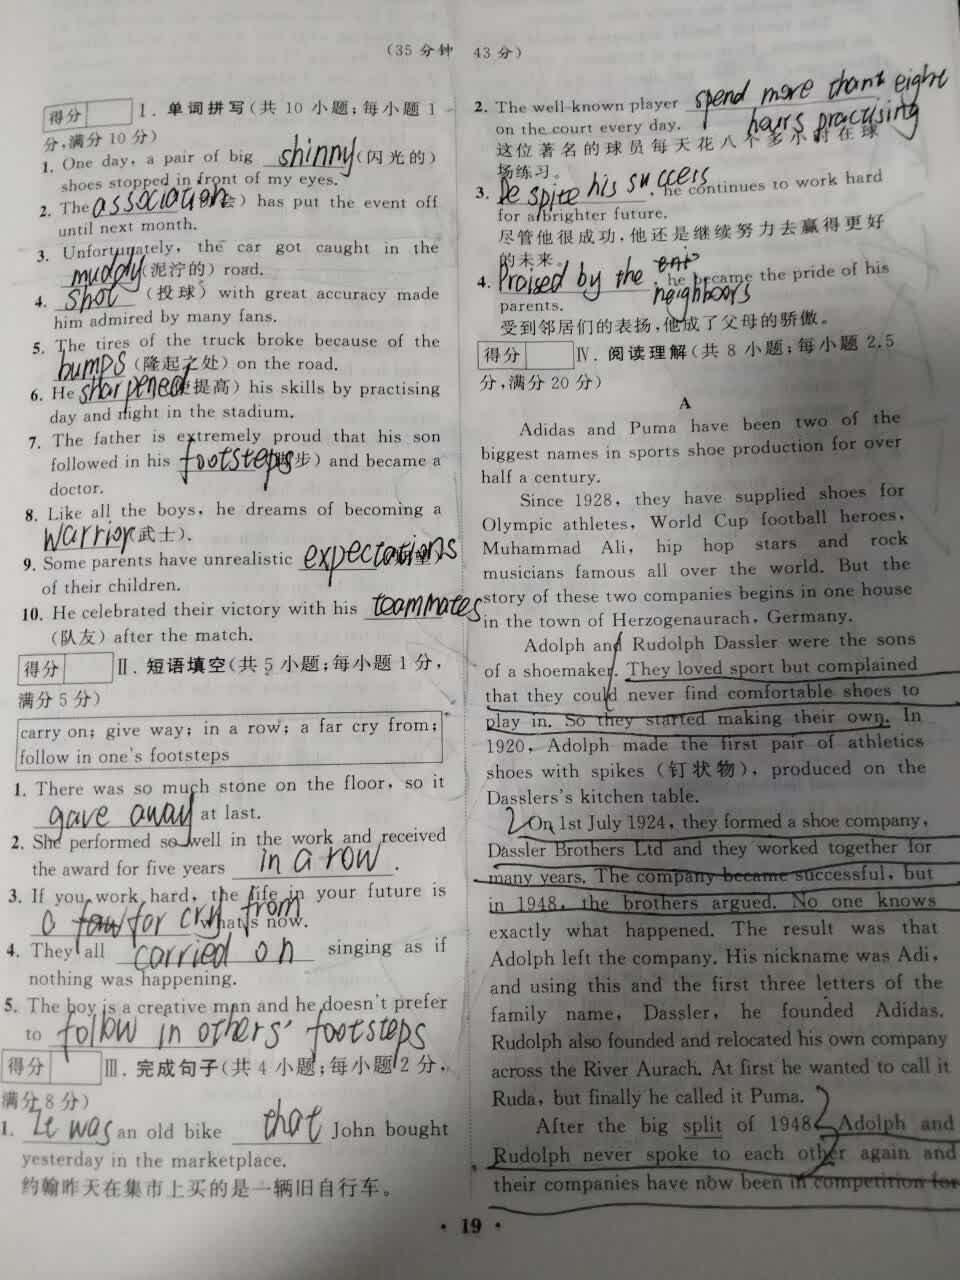 (35 分钟 43 分)
得分 Ⅰ. 单词拼写(共 10 小题;每小题 1
分,满分 10 分)
1. One day, a pair of big shinny (闪光的)
shoes stopped in front of my eyes.
2. The association 会) has put the event off
until next month.
3. Unfortunately, the car got caught in the
muddy (泥泞的) road.
4. shot (投球) with great accuracy made
him admired by many fans.
5. The tires of the truck broke because of the
bumps (隆起之处) on the road.
6. He sharpened 使提高) his skills by practising
day and night in the stadium.
7. The father is extremely proud that his son
followed in his footsteps 步) and became a
doctor.
8. Like all the boys, he dreams of becoming a
warrior (武士).
9. Some parents have unrealistic expectations
of their children.
10. He celebrated their victory with his teammates
(队友) after the match.
得分 Ⅱ. 短语填空(共 5 小题;每小题 1 分,
满分 5 分)
carry on; give way; in a row; a far cry from;
follow in one's footsteps
1. There was so much stone on the floor, so it
gave away at last.
2. She performed so well in the work and received
the award for five years in a row.
3. If you work hard, the life in your future is
a far cry from what is now.
4. They all carried on singing as if
nothing was happening.
5. The boy is a creative man and he doesn't prefer
to follow in others' footsteps
得分 Ⅲ. 完成句子(共 4 小题;每小题 2 分,
满分 8 分)
1. It was an old bike that John bought
yesterday in the marketplace.
约翰昨天在集市上买的是一辆旧自行车。
2. The well-known player spend more than eight
hours practising
on the court every day.
这位著名的球员每天花八个多小时在球
场练习。
3. Despite his success, he continues to work hard
for a brighter future.
尽管他很成功,他还是继续努力去赢得更好
的未来。
4. Praised by the neighboors, he became the pride of his
parents.
受到邻居们的表扬,他成了父母的骄傲。
得分 Ⅳ. 阅读理解(共 8 小题;每小题 2.5
分,满分 20 分)
A
Adidas and Puma have been two of the
biggest names in sports shoe production for over
half a century.
Since 1928, they have supplied shoes for
Olympic athletes, World Cup football heroes,
Muhammad Ali, hip hop stars and rock
musicians famous all over the world. But the
story of these two companies begins in one house
in the town of Herzogenaurach, Germany.
Adolph and Rudolph Dassler were the sons
of a shoemaker. They loved sport but complained
that they could never find comfortable shoes to
play in. So they started making their own. In
1920, Adolph made the first pair of athletics
shoes with spikes (钉状物), produced on the
Dasslers's kitchen table.
On 1st July 1924, they formed a shoe company,
Dassler Brothers Ltd and they worked together for
many years. The company became successful, but
in 1948, the brothers argued. No one knows
exactly what happened. The result was that
Adolph left the company. His nickname was Adi,
and using this and the first three letters of the
family name, Dassler, he founded Adidas.
Rudolph also founded and relocated his own company
across the River Aurach. At first he wanted to call it
Ruda, but finally he called it Puma.
After the big split of 1948, Adolph and
Rudolph never spoke to each other again and
their companies have now been in competition for
· 19 ·